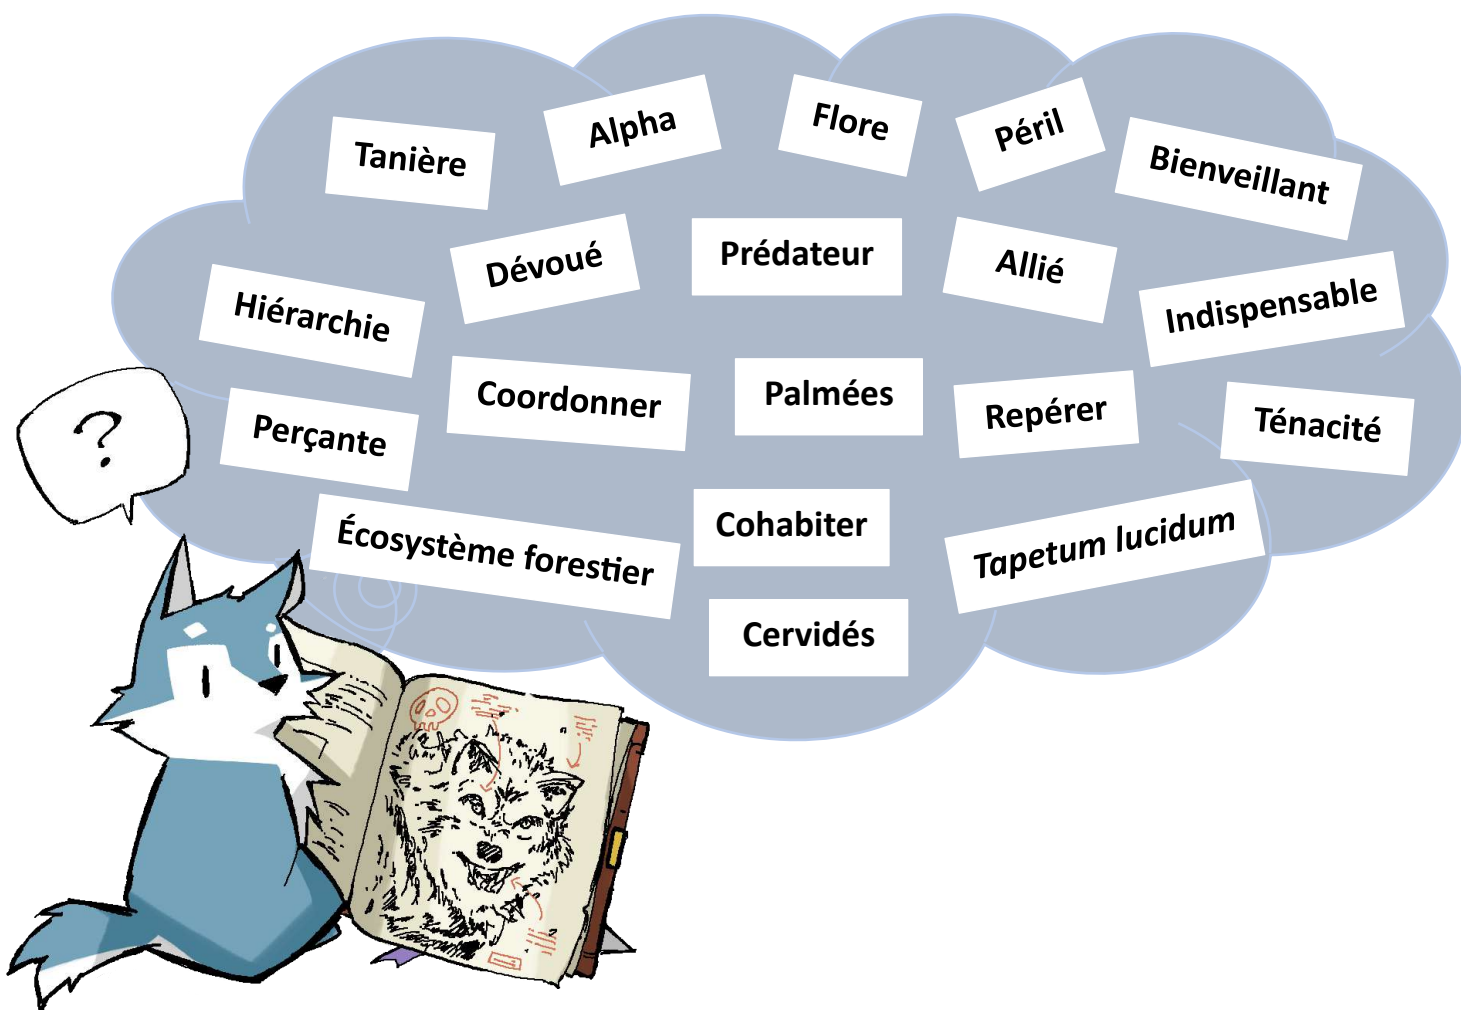 Tanière
Alpha
Flore
Péril
Bienveillant
Hiérarchie
Dévoué
Prédateur
Allié
Indispensable
Perçante
Coordonner
Palmées
Repérer
Ténacité
Écosystème forestier
Cohabiter
Tapetum lucidum
Cervidés
?